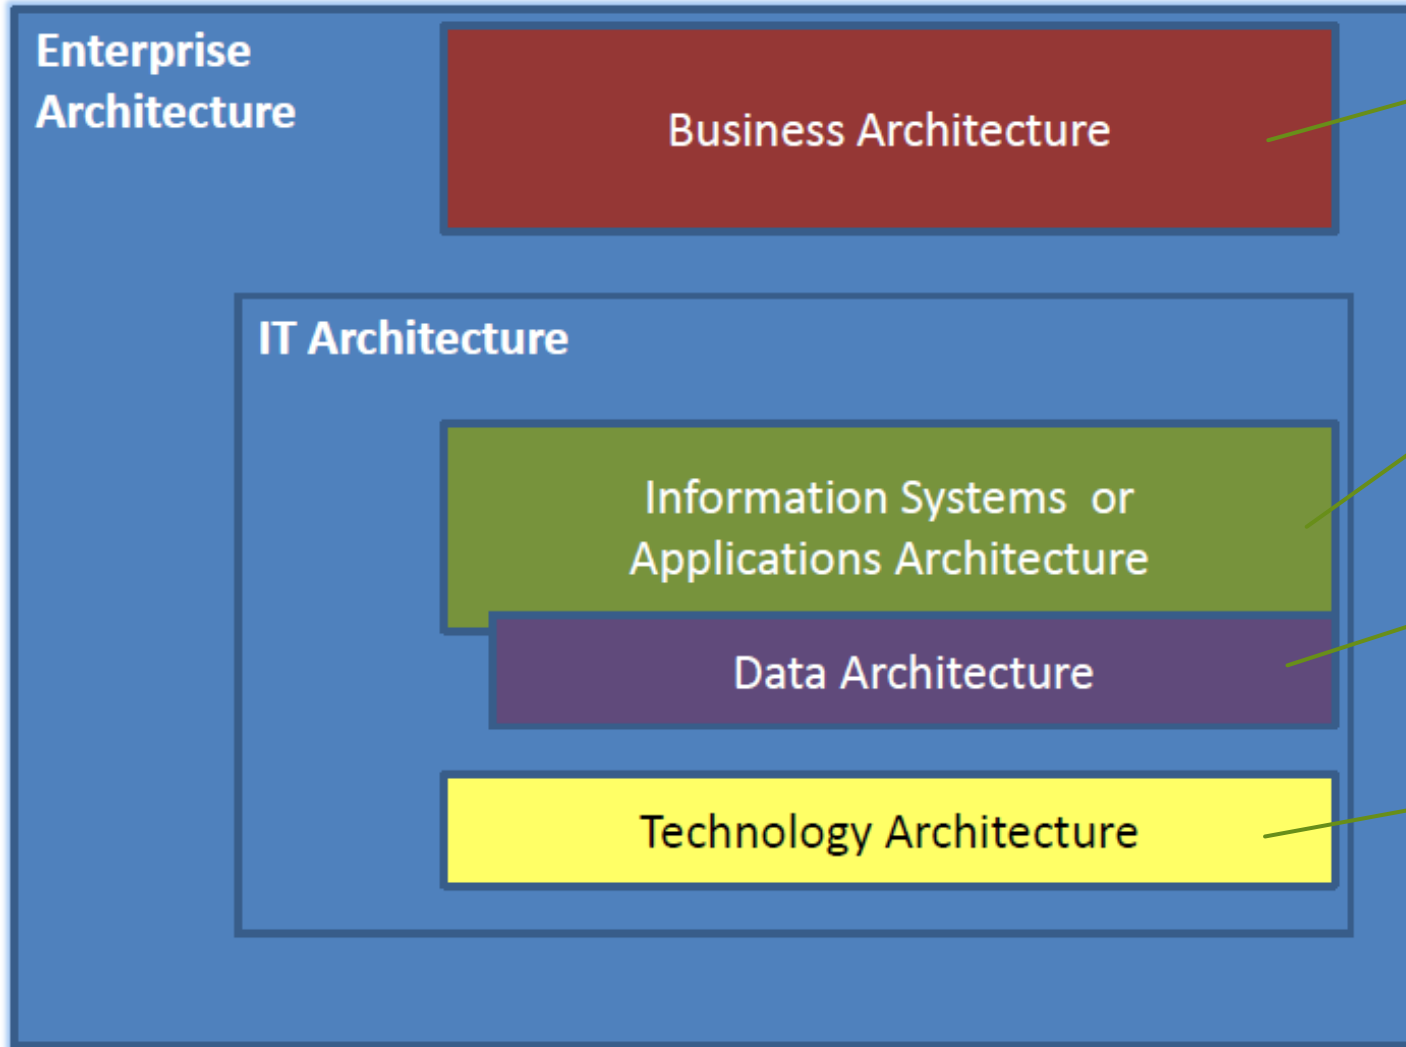 Enterprise
Architecture
Business Architecture
IT Architecture
Information Systems  or
Applications Architecture
Data Architecture
Technology Architecture